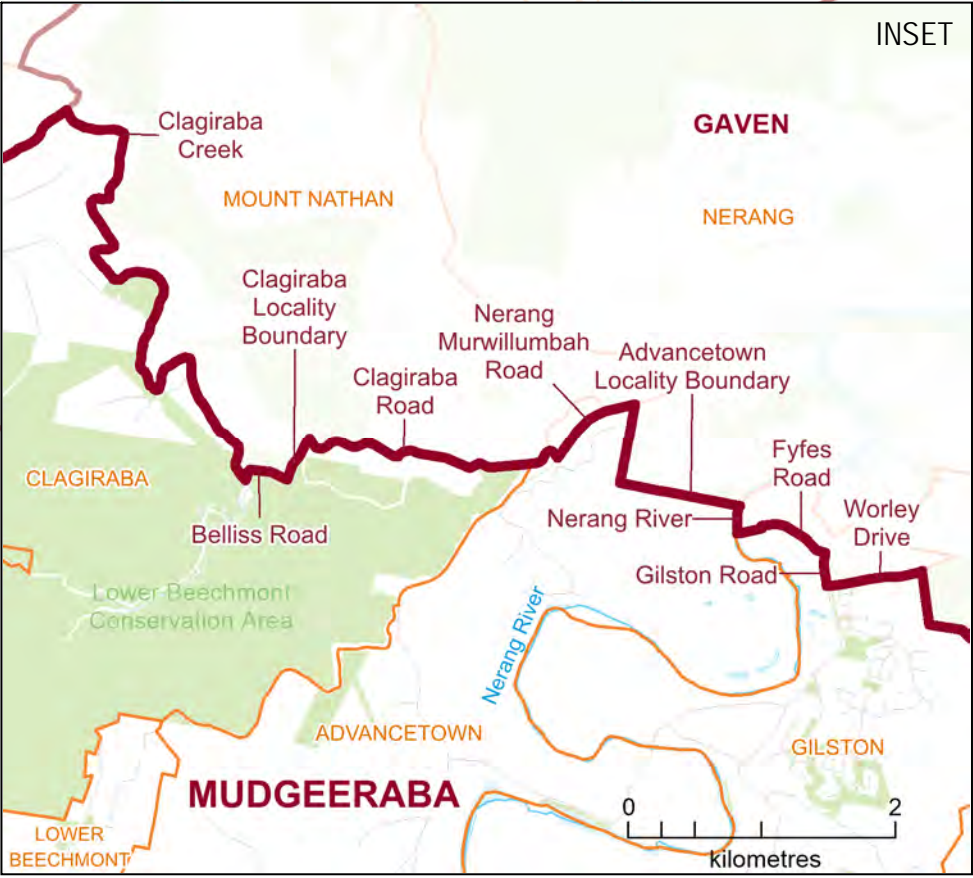 INSET
GAVEN
Clagiraba
Creek
MOUNT NATHAN
NERANG
Clagiraba
Locality
Boundary
Nerang
Murwillumbah
Road
Advancetown
Locality Boundary
Clagiraba
Road
Fyfes
Road
CLAGIRABA
Worley
Drive
Belliss Road
Nerang River
Gilston Road
Lower Beechmont
Conservation Area
Nerang River
ADVANCETOWN
GILSTON
MUDGEERABA
0 2
kilometres
LOWER
BEECHMONT